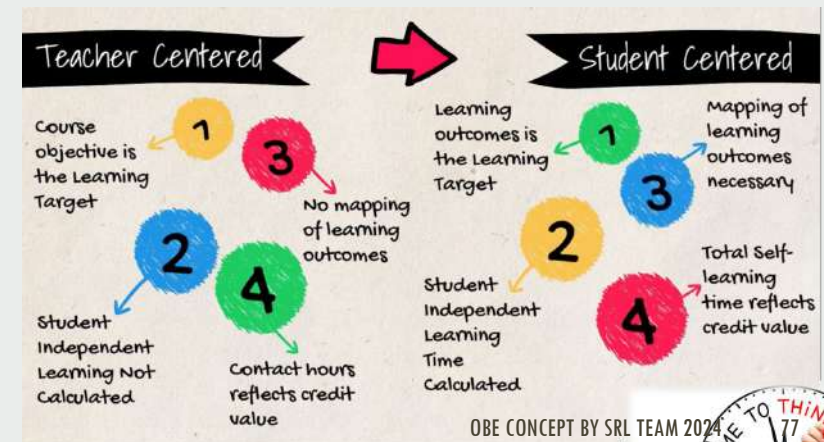 Teacher Centered
Student Centered
1
Course
objective is
the Learning
Target
3
No mapping
of learning
outcomes
2
Student
Independent
Learning Not
Calculated
4
Contact hours
reflects credit
value
Learning
outcomes is
the Learning
Target
1
Mapping of
learning
outcomes
necessary
3
2
Student
Independent
Learning
Time
Calculated
Total Self-
learning
time reflects
credit value
4
OBE CONCEPT BY SRL TEAM 2024
77
TO THIN